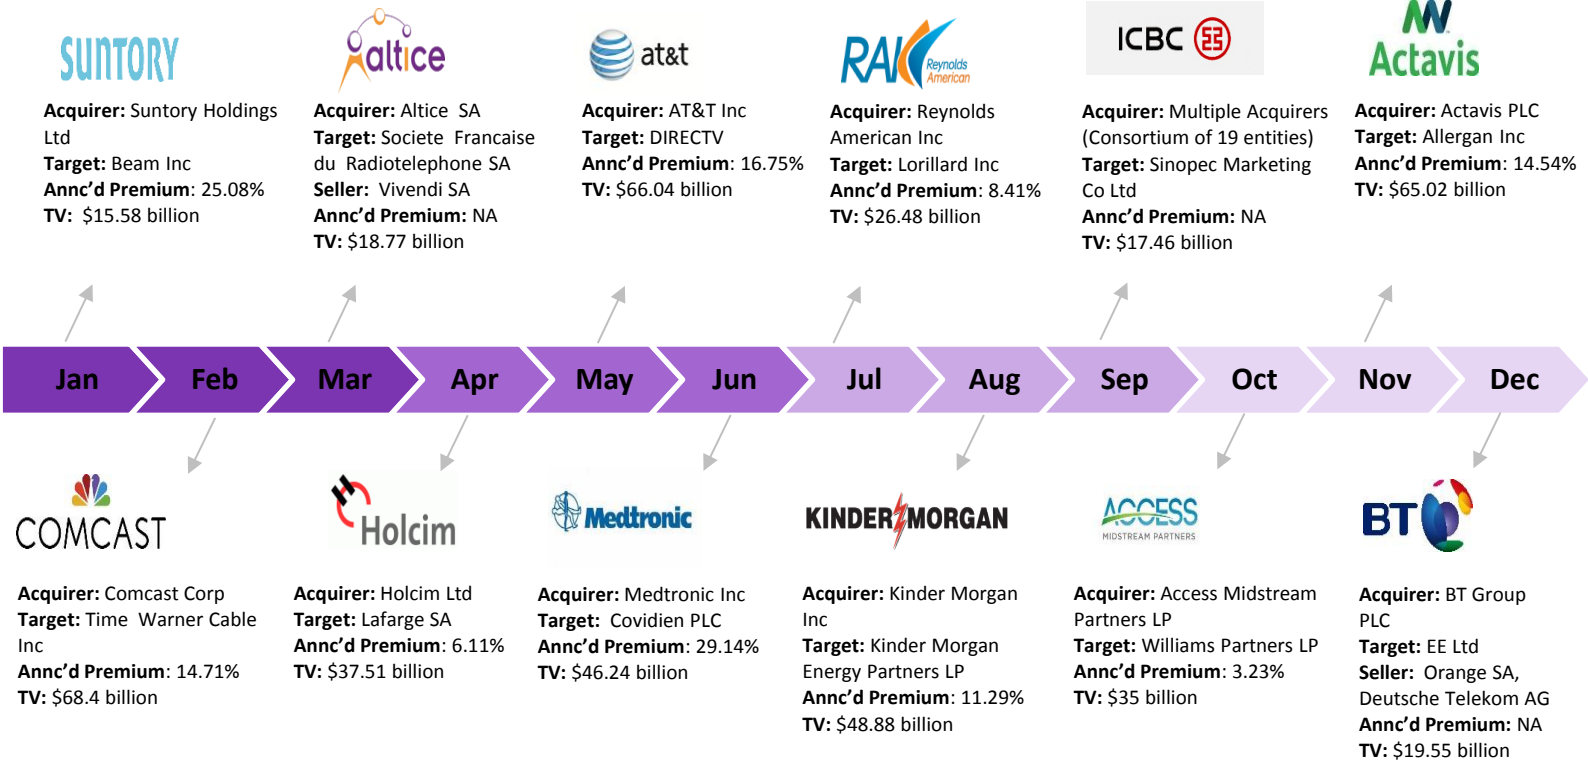 SUNTORY
Acquirer: Suntory Holdings
Ltd
Target: Beam Inc
Annc'd Premium: 25.08%
TV:  $15.58 billion
altice
Acquirer: Altice  SA
Target: Societe  Francaise
du  Radiotelephone SA
Seller:  Vivendi SA
Annc'd Premium: NA
TV: $18.77 billion
at&t
Acquirer: AT&T Inc
Target: DIRECTV
Annc'd Premium: 16.75%
TV: $66.04 billion
RAI Reynolds
American
Acquirer: Reynolds
American Inc
Target: Lorillard Inc
Annc'd Premium: 8.41%
TV: $26.48 billion
ICBC
Acquirer: Multiple Acquirers
(Consortium of 19 entities)
Target: Sinopec Marketing
Co Ltd
Annc'd Premium: NA
TV: $17.46 billion
Actavis
Acquirer: Actavis PLC
Target: Allergan Inc
Annc'd Premium: 14.54%
TV: $65.02 billion
Jan Feb Mar Apr May Jun Jul Aug Sep Oct Nov Dec
COMCAST
Acquirer: Comcast Corp
Target: Time  Warner Cable
Inc
Annc'd Premium: 14.71%
TV: $68.4 billion
Holcim
Acquirer: Holcim Ltd
Target: Lafarge SA
Annc'd Premium: 6.11%
TV: $37.51 billion
Medtronic
Acquirer: Medtronic Inc
Target:  Covidien PLC
Annc'd Premium: 29.14%
TV: $46.24 billion
KINDER MORGAN
Acquirer: Kinder Morgan
Inc
Target: Kinder Morgan
Energy Partners LP
Annc'd Premium: 11.29%
TV: $48.88 billion
ACCESS
MIDSTREAM PARTNERS
Acquirer: Access Midstream
Partners LP
Target: Williams Partners LP
Annc'd Premium: 3.23%
TV: $35 billion
BT
Acquirer: BT Group
PLC
Target: EE Ltd
Seller:  Orange SA,
Deutsche Telekom AG
Annc'd Premium: NA
TV: $19.55 billion